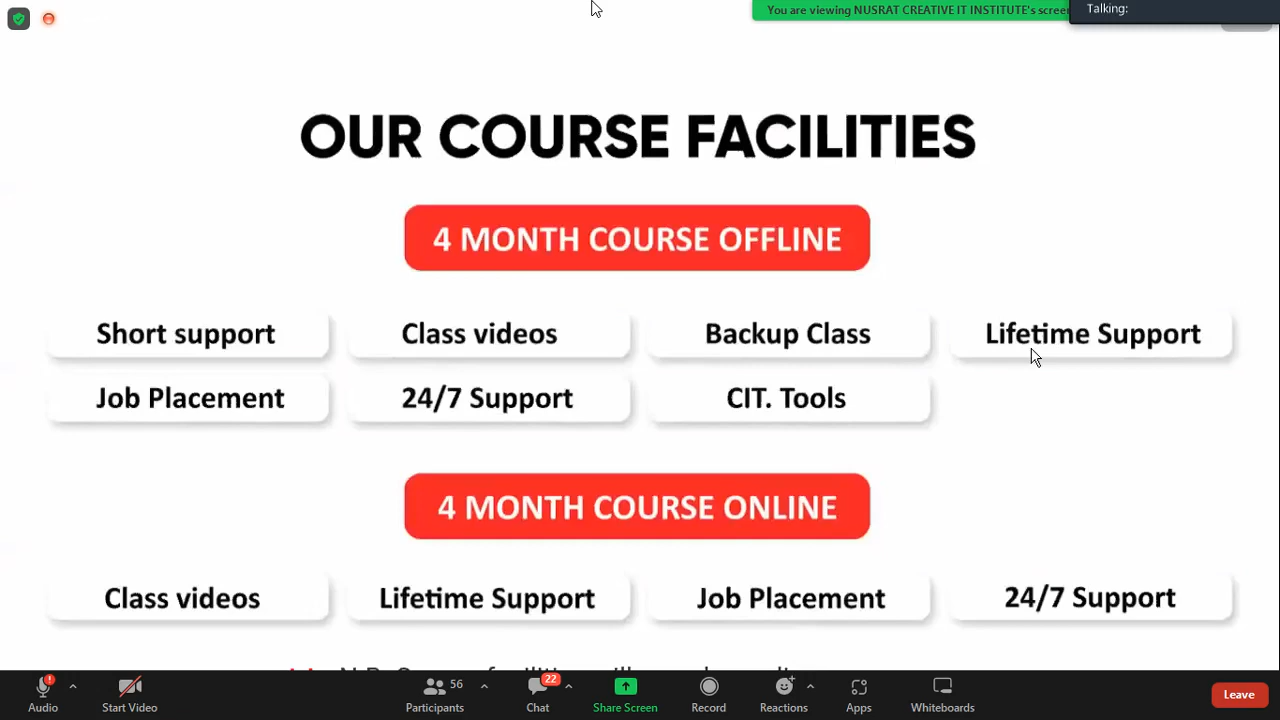 You are viewing NUSRAT CREATIVE IT INSTITUTE's screen
Talking:
OUR COURSE FACILITIES
4 MONTH COURSE OFFLINE
Short support
Class videos
Backup Class
Lifetime Support
Job Placement
24/7 Support
CIT. Tools
4 MONTH COURSE ONLINE
Class videos
Lifetime Support
Job Placement
24/7 Support
56
22
Audio
Start Video
Participants
Chat
Share Screen
Record
Reactions
Apps
Whiteboards
Leave